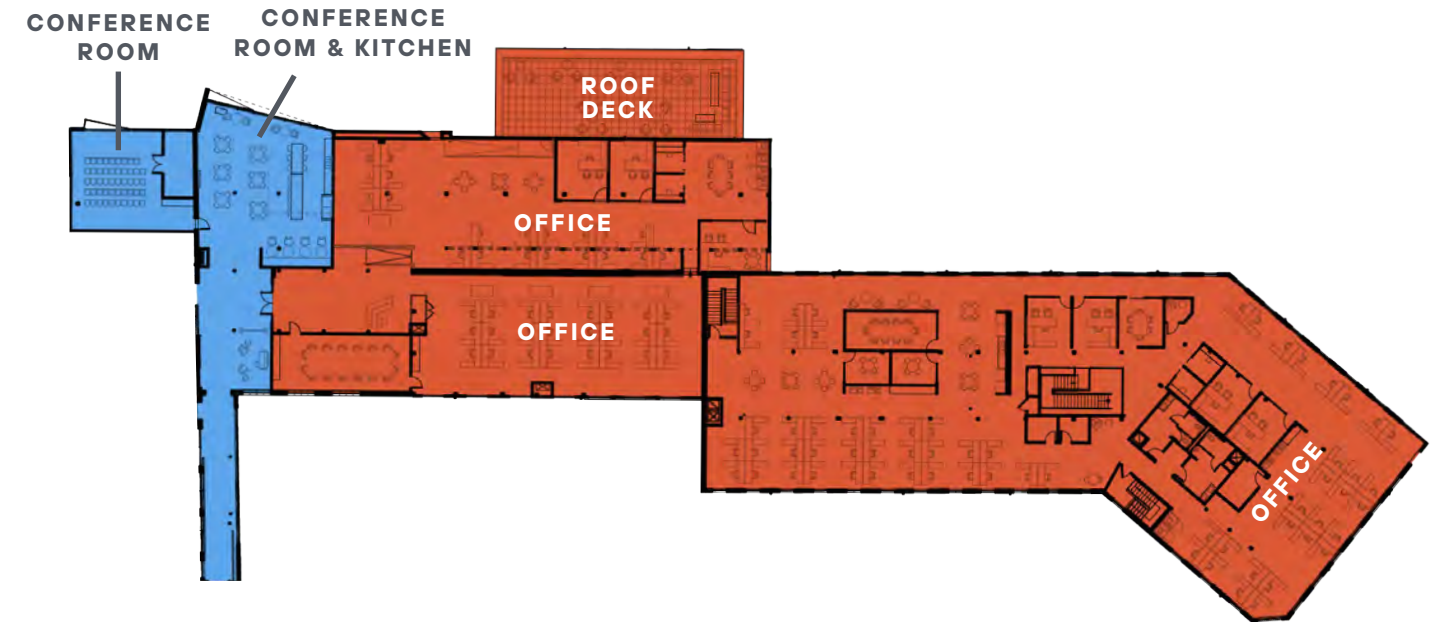 CONFERENCE
ROOM
CONFERENCE
ROOM & KITCHEN
ROOF
DECK
OFFICE
OFFICE
OFFICE